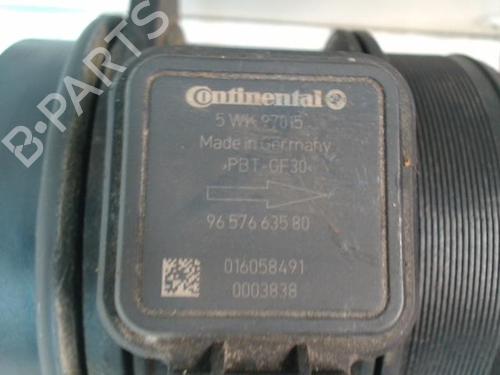 B-PARTS
Continental
5 WK 97015
Made in Germany
>PBT-GF30<
96 576 635 80
016058491
0003838